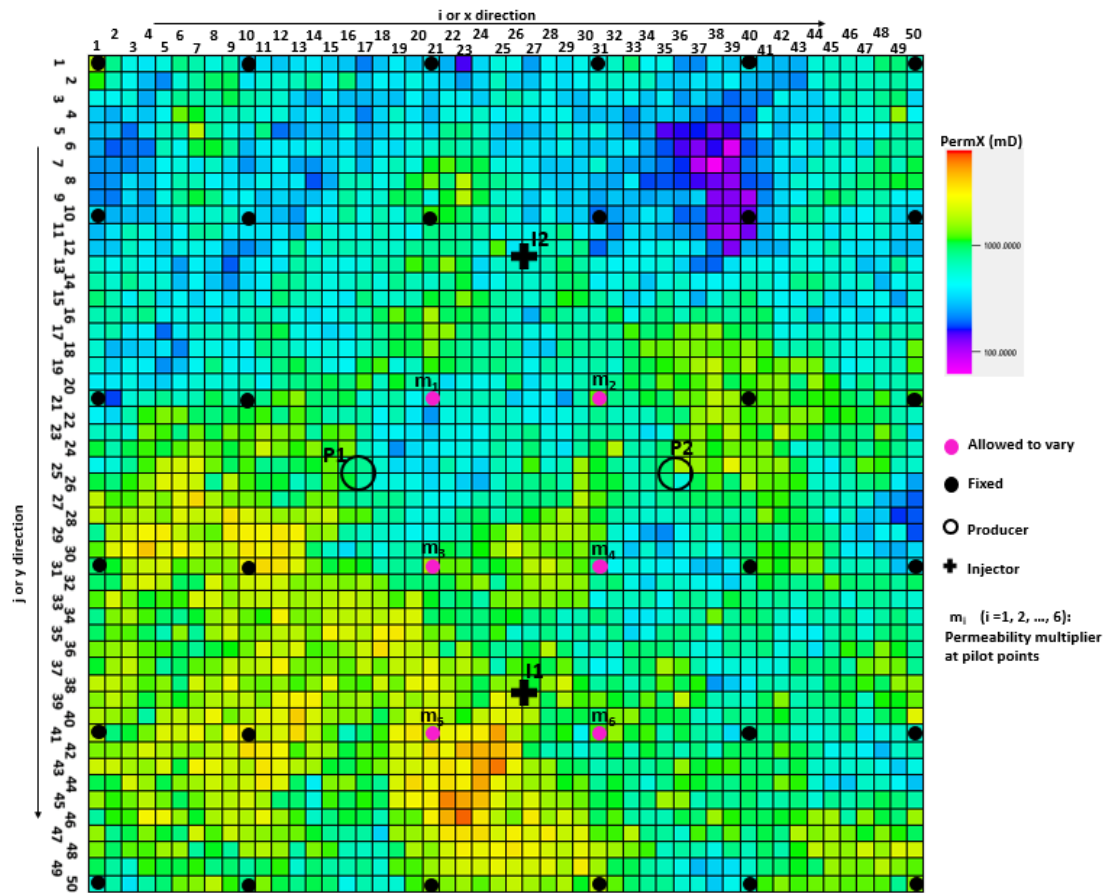 i or x direction
2 4 6 8 10 12 14 16 18 20 22 24 26 28 30 32 34 36 38 40 42 44 46 48 50
1 3 5 7 9 11 13 15 17 19 21 23 25 27 29 31 33 35 37 39 41 43 45 47 49
j or y direction
1
2
3
4
5
6
7
8
9
10
11
12
13
14
15
16
17
18
19
20
21
22
23
24
25
26
27
28
29
30
31
32
33
34
35
36
37
38
39
40
41
42
43
44
45
46
47
48
49
50
I2
m₁ m₂
P1 P2
m₃ m₄
I1
m₅ m₆
PermX (mD)
1000.0000
100.0000
Allowed to vary
Fixed
Producer
Injector
mᵢ (i =1, 2, ..., 6):
Permeability multiplier
at pilot points